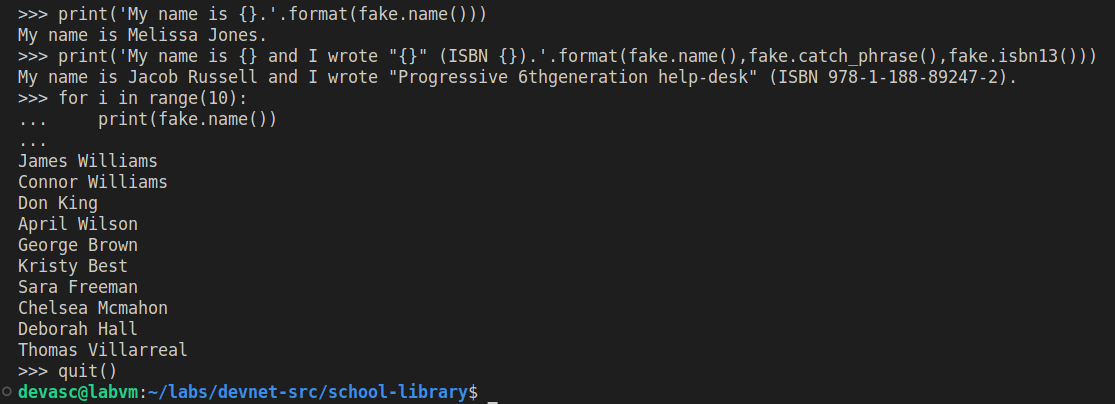 >>> print('My name is {}.'.format(fake.name()))
My name is Melissa Jones.
>>> print('My name is {} and I wrote "{}" (ISBN {}).'.format(fake.name(),fake.catch_phrase(),fake.isbn13()))
My name is Jacob Russell and I wrote "Progressive 6thgeneration help-desk" (ISBN 978-1-188-89247-2).
>>> for i in range(10):
...     print(fake.name())
...
James Williams
Connor Williams
Don King
April Wilson
George Brown
Kristy Best
Sara Freeman
Chelsea Mcmahon
Deborah Hall
Thomas Villarreal
>>> quit()
devasc@labvm:~/labs/devnet-src/school-library$